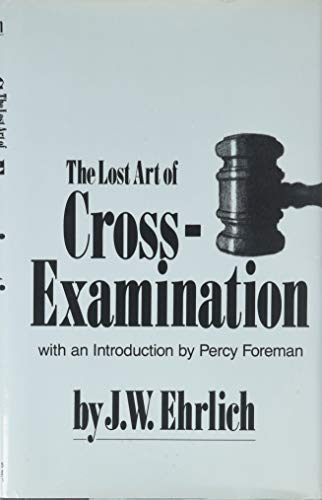 The Lost Art of
Cross-
Examination
with an Introduction by Percy Foreman
by J.W. Ehrlich